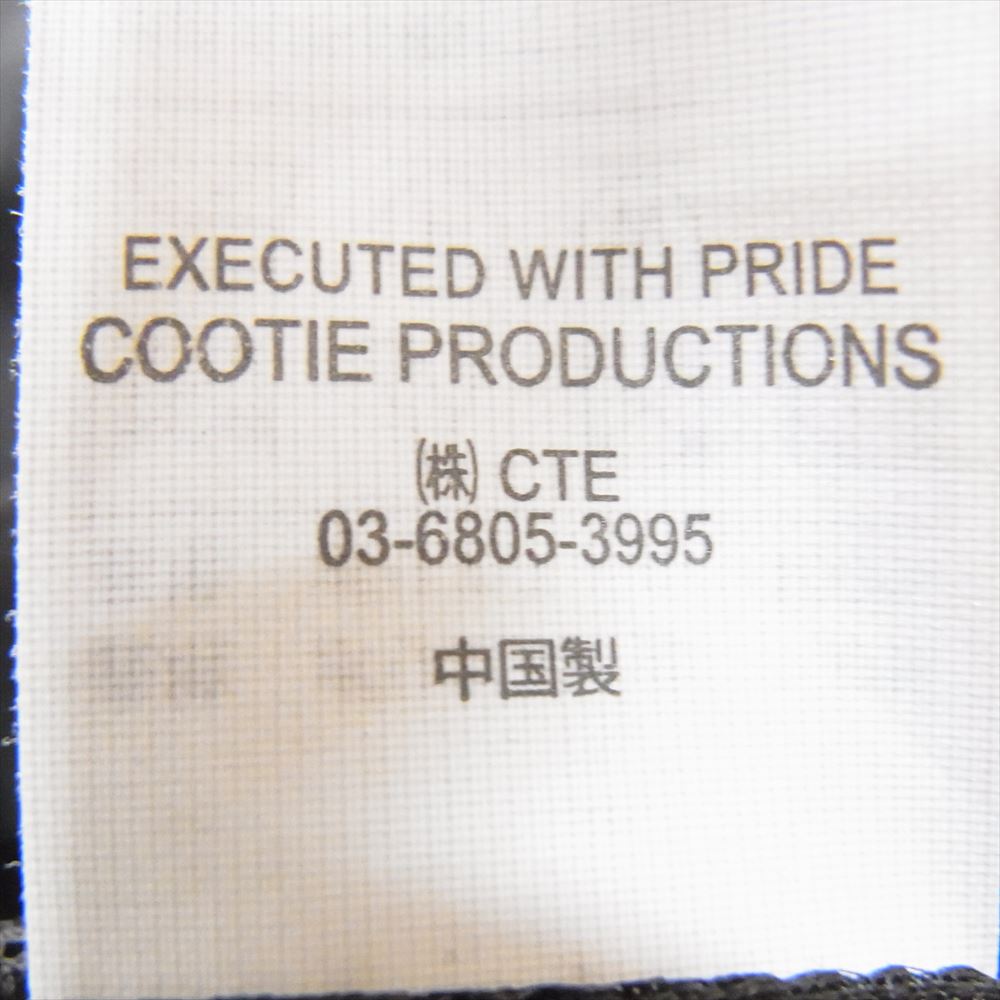 EXECUTED WITH PRIDE
COOTIE PRODUCTIONS
㈱ CTE
03-6805-3995
中国製